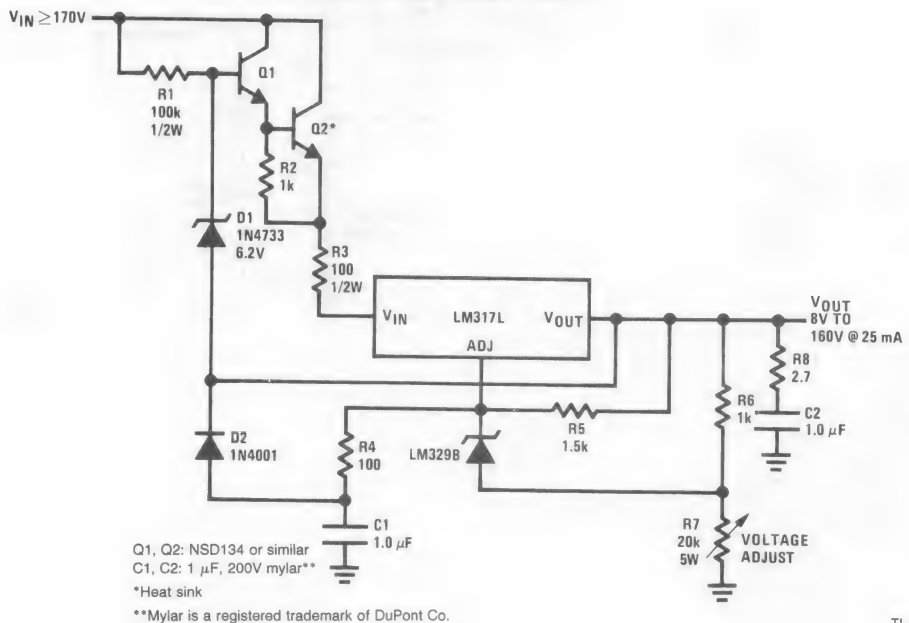 VIN ≥170V
R1
100k
1/2W
Q1
Q2*
R2
1k
D1
1N4733
6.2V
R3
100
1/2W
VIN
LM317L
VOUT
ADJ
VOUT
8V TO
160V @ 25 mA
R8
2.7
R6
1k
C2
1.0 μF
R5
1.5k
D2
1N4001
R4
100
LM329B
C1
1.0 μF
R7
20k
5W
VOLTAGE
ADJUST
Q1, Q2: NSD134 or similar
C1, C2: 1 μF, 200V mylar**
*Heat sink
**Mylar is a registered trademark of DuPont Co.